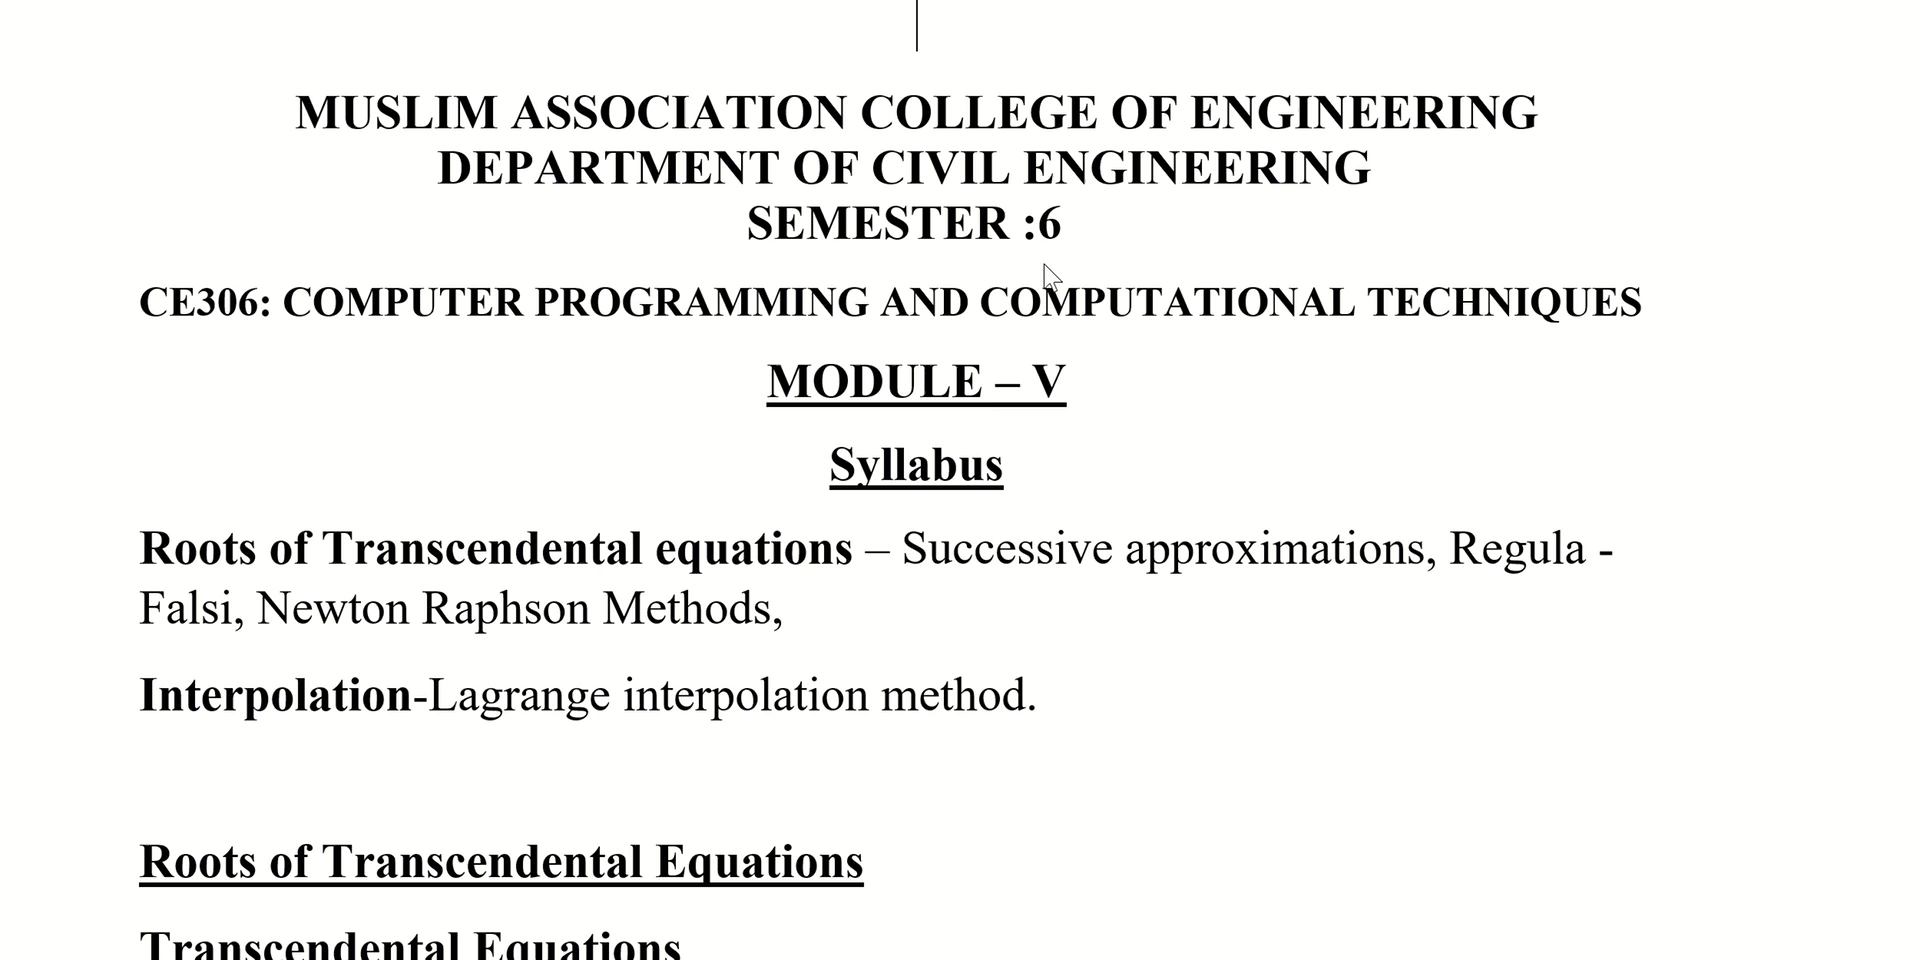 MUSLIM ASSOCIATION COLLEGE OF ENGINEERING
DEPARTMENT OF CIVIL ENGINEERING
SEMESTER :6
CE306: COMPUTER PROGRAMMING AND COMPUTATIONAL TECHNIQUES
MODULE – V
Syllabus
Roots of Transcendental equations – Successive approximations, Regula -
Falsi, Newton Raphson Methods,
Interpolation-Lagrange interpolation method.
Roots of Transcendental Equations
Transcendental Equations